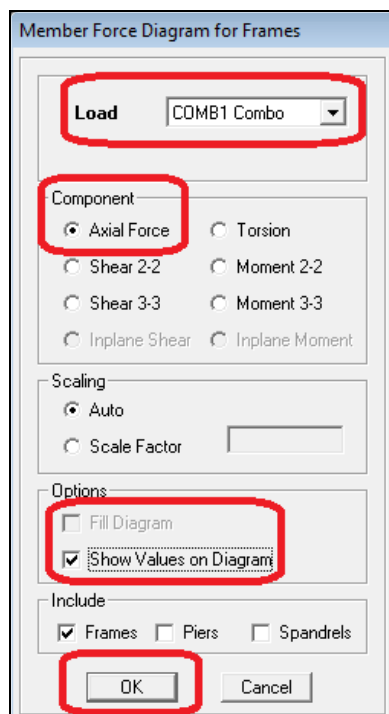 Member Force Diagram for Frames
Load COMB1 Combo
Component
Axial Force Torsion
Shear 2-2 Moment 2-2
Shear 3-3 Moment 3-3
Inplane Shear Inplane Moment
Scaling
Auto
Scale Factor
Options
Fill Diagram
Show Values on Diagram
Include
Frames Piers Spandrels
OK Cancel